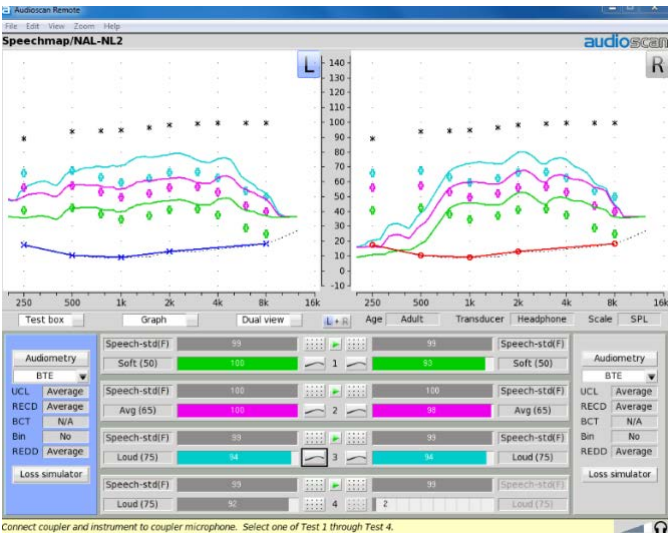 Audioscan Remote
File Edit View Zoom Help
Speechmap/NAL-NL2 audioscan
L R
140
130
120
110
100
90
80
70
60
50
40
30
20
10
0
-10
250 500 1k 2k 4k 8k 16k 250 500 1k 2k 4k 8k 16k
Test box Graph Dual view L+R Age Adult Transducer Headphone Scale SPL
Audiometry
BTE
UCL Average
RECD Average
BCT N/A
Bin No
REDD Average
Loss simulator
Speech-std(F) 99 99 Speech-std(F)
Soft (50) 100 1 93 Soft (50)
Speech-std(F) 100 100 Speech-std(F)
Avg (65) 100 2 98 Avg (65)
Speech-std(F) 99 99 Speech-std(F)
Loud (75) 94 3 94 Loud (75)
Speech-std(F) 99 99 Speech-std(F)
Loud (75) 92 4 2 Loud (75)
Audiometry
BTE
UCL Average
RECD Average
BCT N/A
Bin No
REDD Average
Loss simulator
Connect coupler and instrument to coupler microphone. Select one of Test 1 through Test 4.